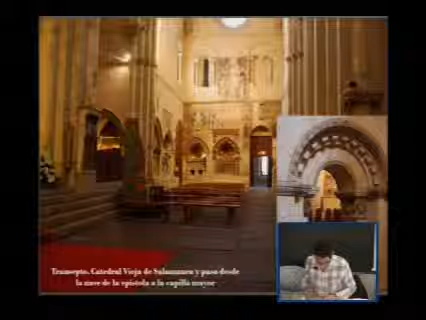 Transepto. Catedral Vieja de Salamanca y paso desde
la nave de la epístola a la capilla mayor